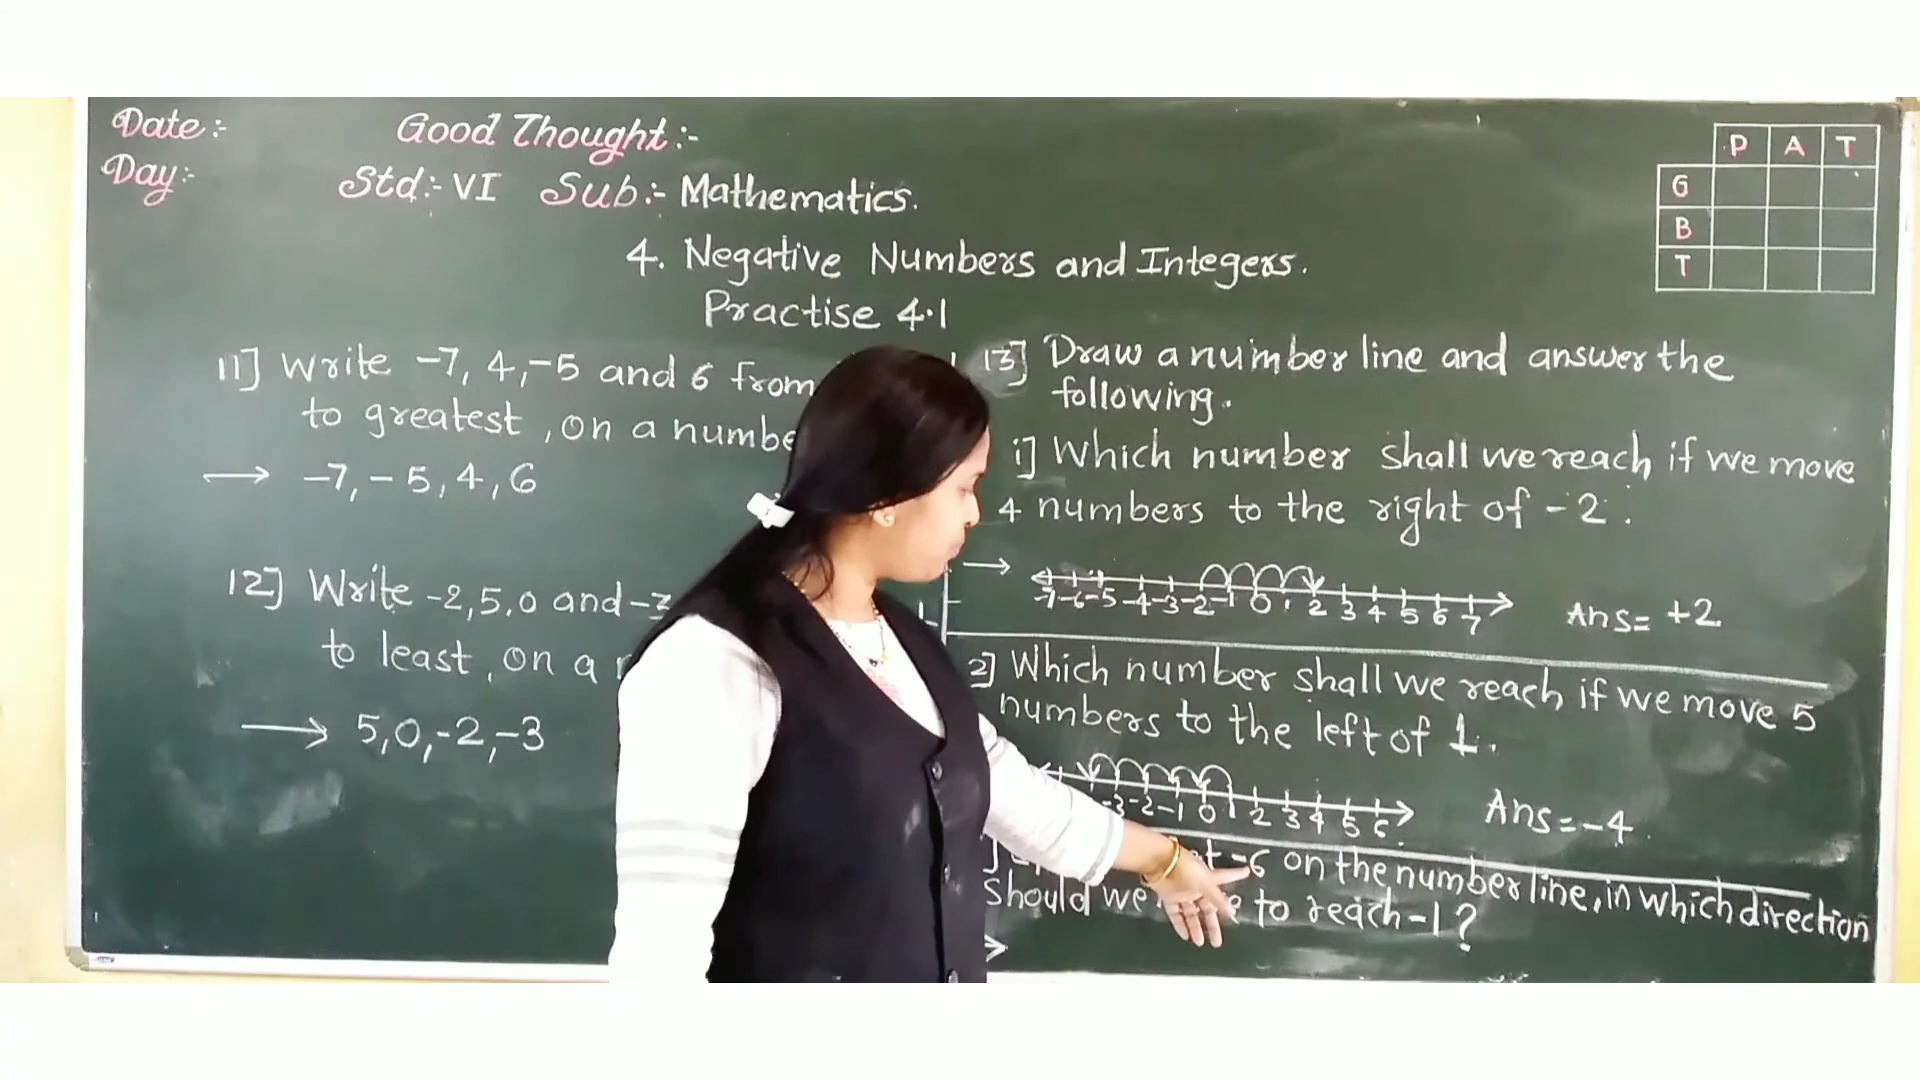 Date:-
Day:-
Good Thought:-
Std:- VI Sub:- Mathematics.
P A T
G
B
T
4. Negative Numbers and Integers.
Practise 4.1
11] Write -7, 4, -5 and 6 from
to greatest, on a numbe
→ -7, -5, 4, 6
12] Write -2, 5, 0 and -3
to least, on a
→ 5, 0, -2, -3
13] Draw a number line and answer the
following.
i] Which number shall we reach if we move
4 numbers to the right of -2.
→ -7 -6 -5 -4 -3 -2 -1 0 1 2 3 4 5 6 7
Ans = +2
2] Which number shall we reach if we move 5
numbers to the left of 1.
-3 -2 -1 0 1 2 3 4 5 6
Ans = -4
-6 on the number line, in which direction
Should we to reach -1?